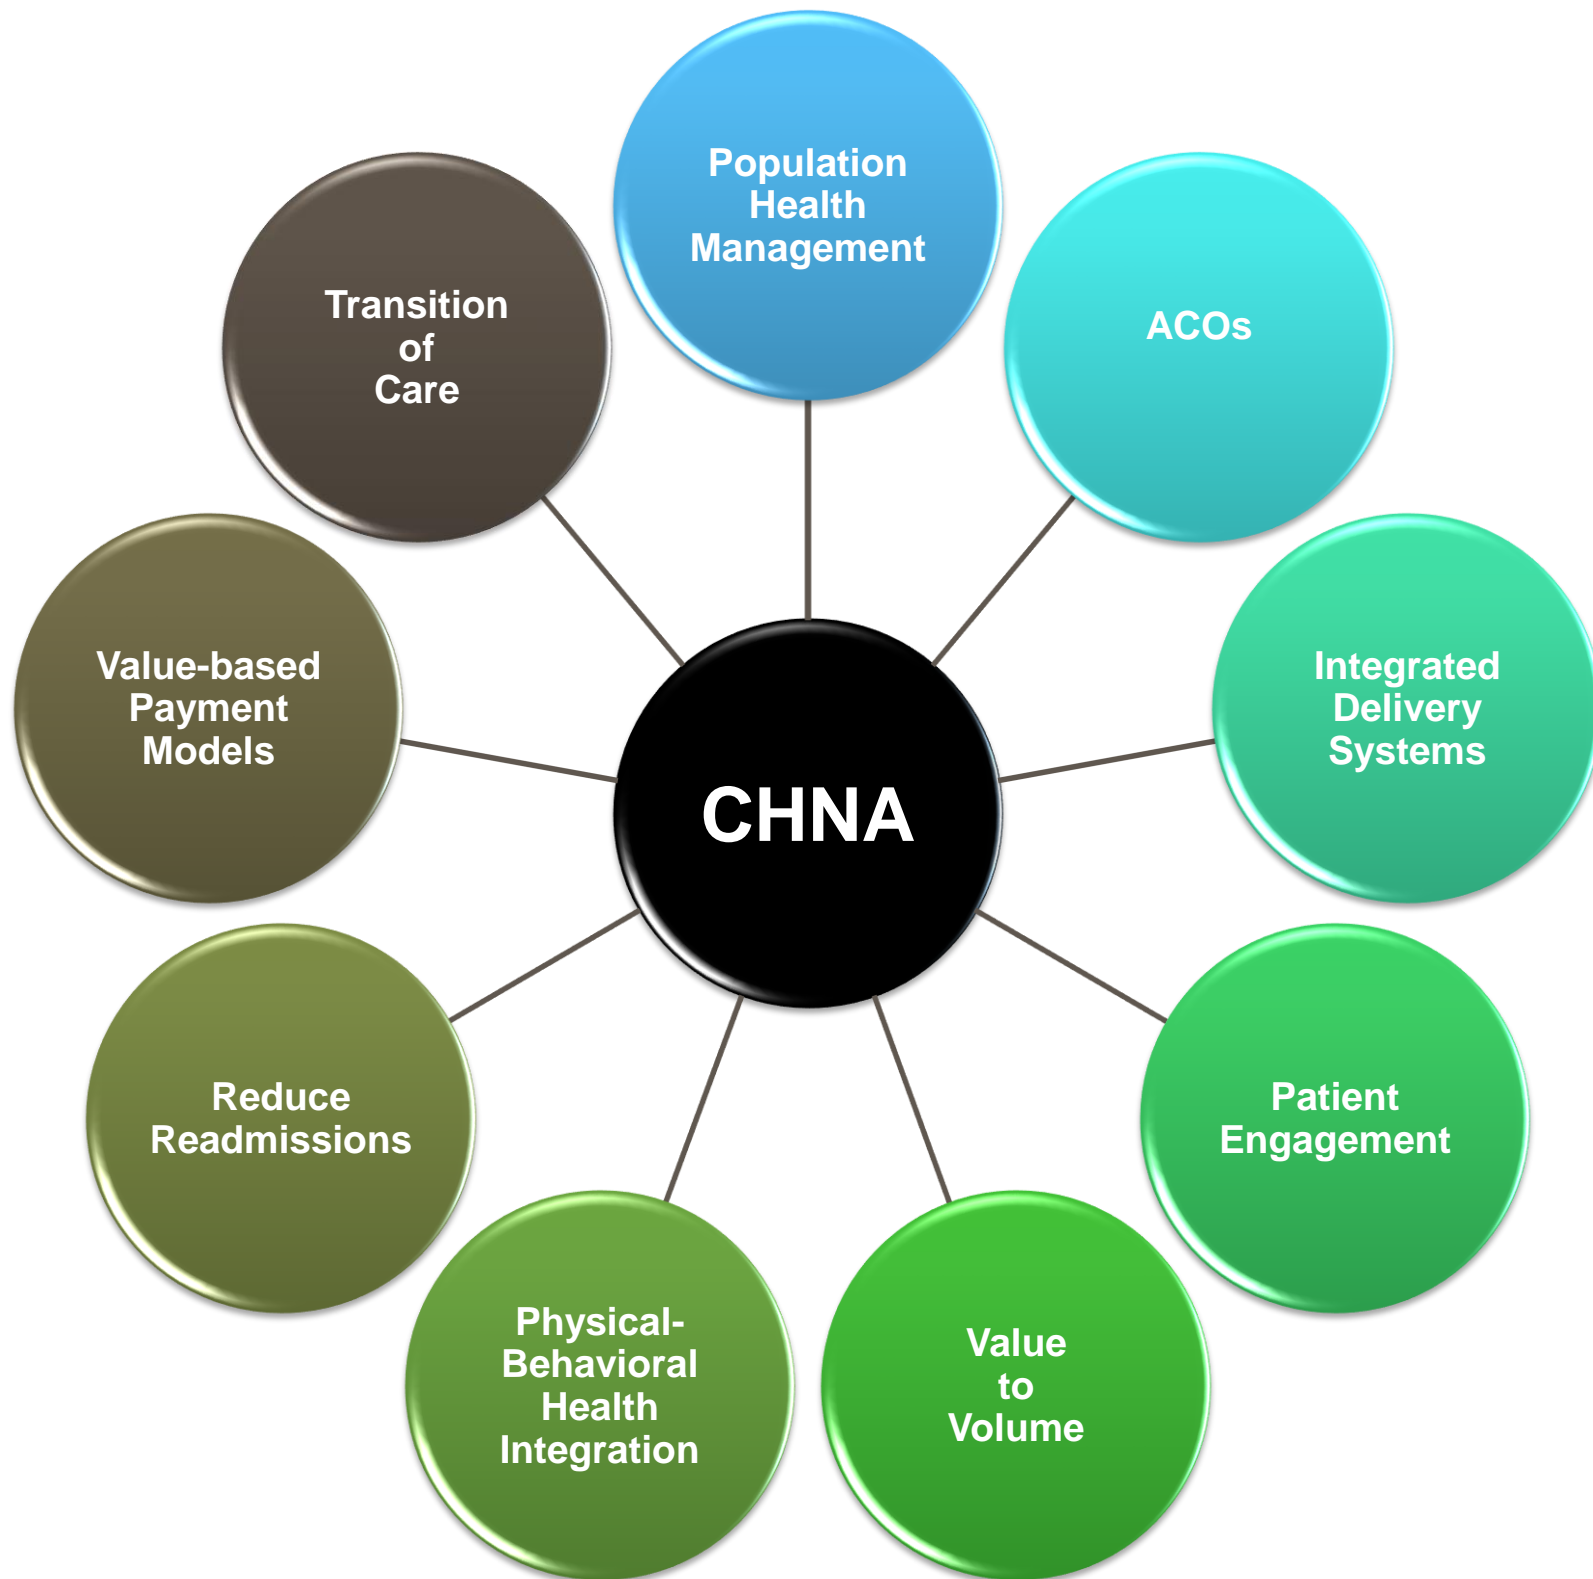 Population
Health
Management
ACOs
Integrated
Delivery
Systems
Patient
Engagement
Value
to
Volume
Physical-
Behavioral
Health
Integration
Reduce
Readmissions
Value-based
Payment
Models
Transition
of
Care
CHNA